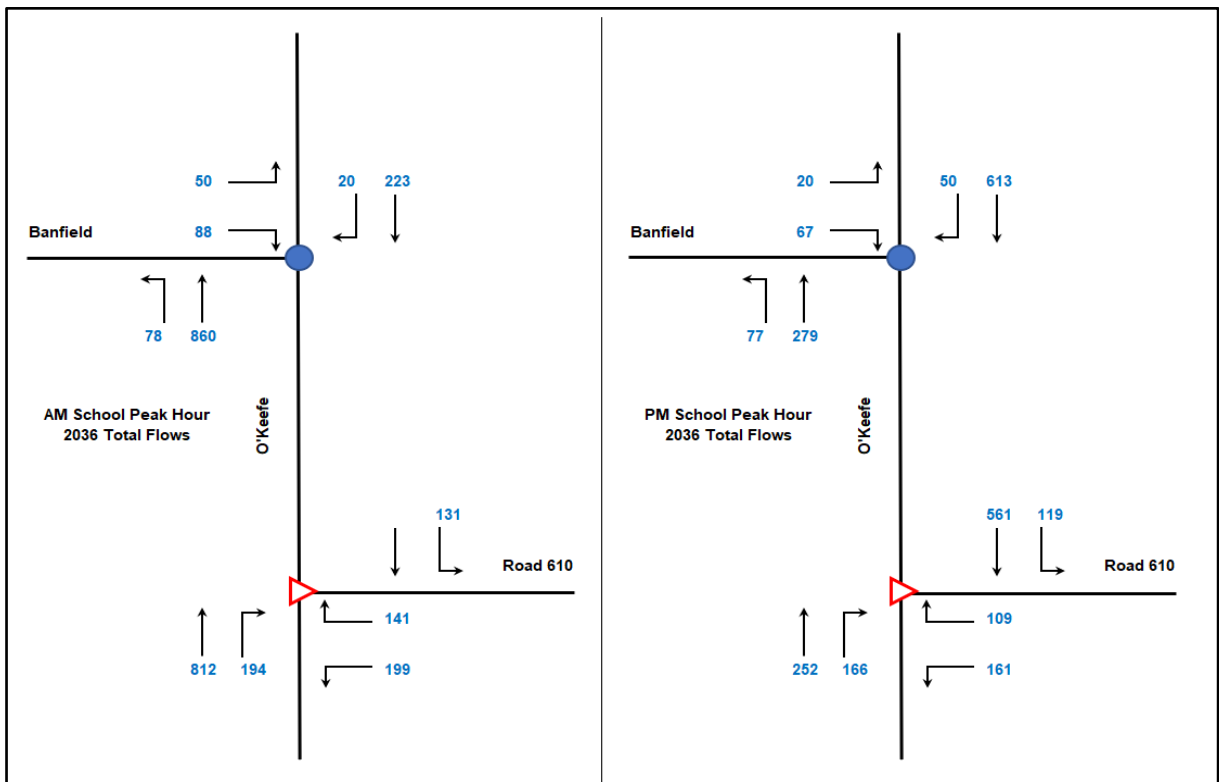 50
20 223
Banfield
88
78 860
AM School Peak Hour
2036 Total Flows
O'Keefe
131
Road 610
141
812 194
199
20
50 613
Banfield
67
77 279
PM School Peak Hour
2036 Total Flows
O'Keefe
561 119
Road 610
109
252 166
161